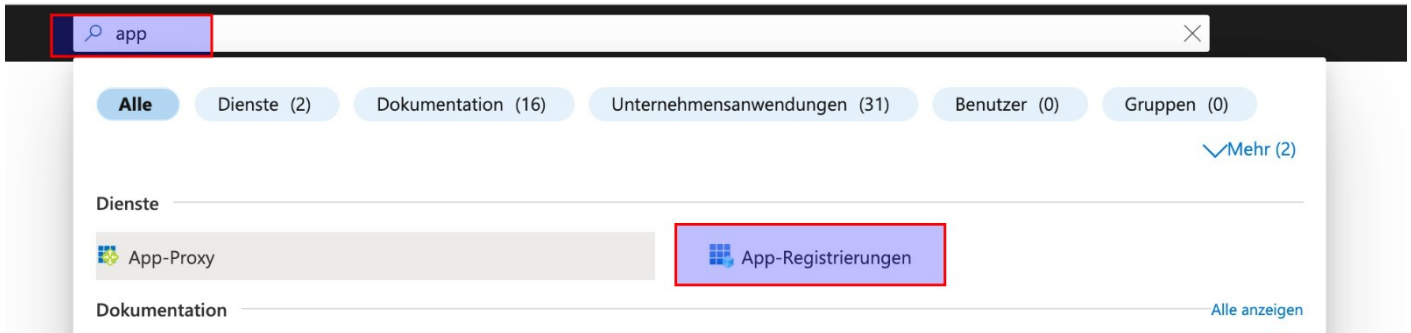 app
Alle Dienste (2) Dokumentation (16) Unternehmensanwendungen (31) Benutzer (0) Gruppen (0)
Mehr (2)
Dienste
App-Proxy App-Registrierungen
Dokumentation Alle anzeigen